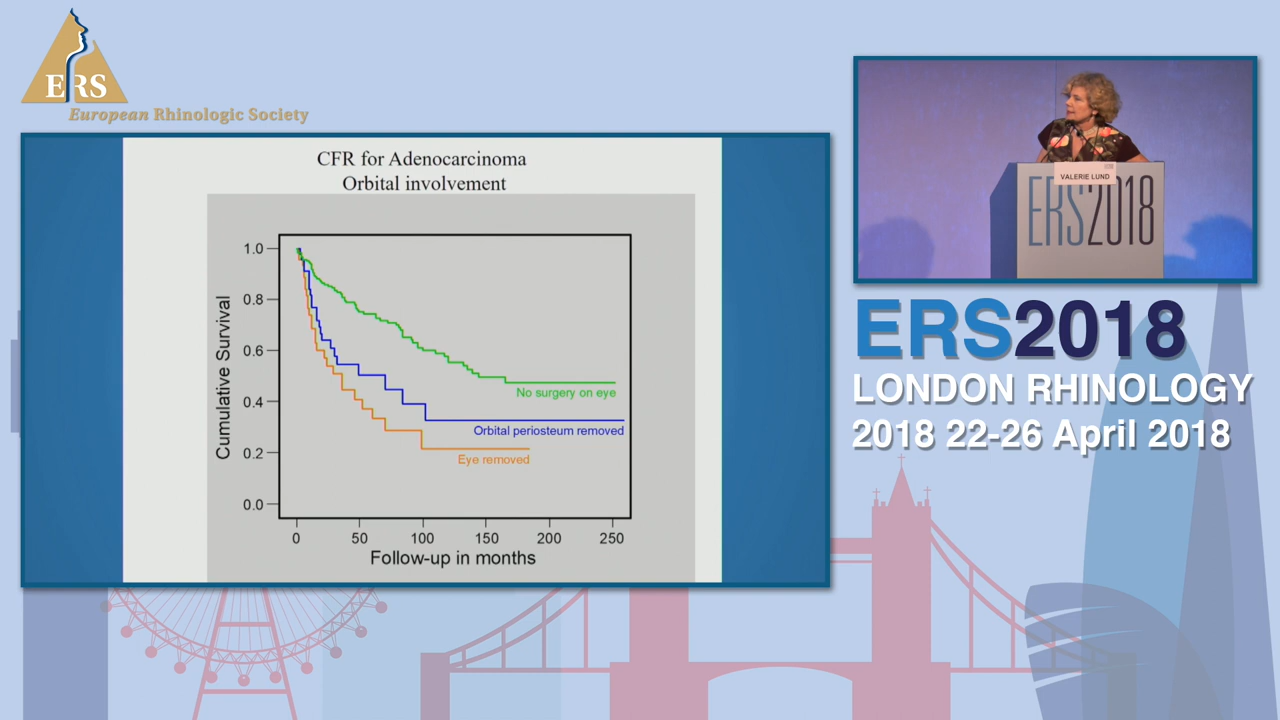 ERS
European Rhinologic Society
CFR for Adenocarcinoma
Orbital involvement
Cumulative Survival
1.0
0.8
0.6
0.4
0.2
0.0
No surgery on eye
Orbital periosteum removed
Eye removed
0 50 100 150 200 250
Follow-up in months
VALERIE LUND
ERS2018
ERS2018
LONDON RHINOLOGY
2018 22-26 April 2018